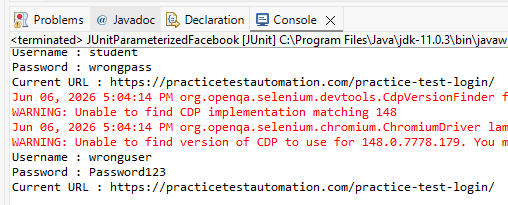 Problems Javadoc Declaration Console
<terminated> JUnitParameterizedFacebook [JUnit] C:\Program Files\Java\jdk-11.0.3\bin\javaw
Username : student
Password : wrongpass
Current URL : https://practicetestautomation.com/practice-test-login/
Jun 06, 2026 5:04:14 PM org.openqa.selenium.devtools.CdpVersionFinder f
WARNING: Unable to find CDP implementation matching 148
Jun 06, 2026 5:04:14 PM org.openqa.selenium.chromium.ChromiumDriver lam
WARNING: Unable to find version of CDP to use for 148.0.7778.179. You m
Username : wronguser
Password : Password123
Current URL : https://practicetestautomation.com/practice-test-login/